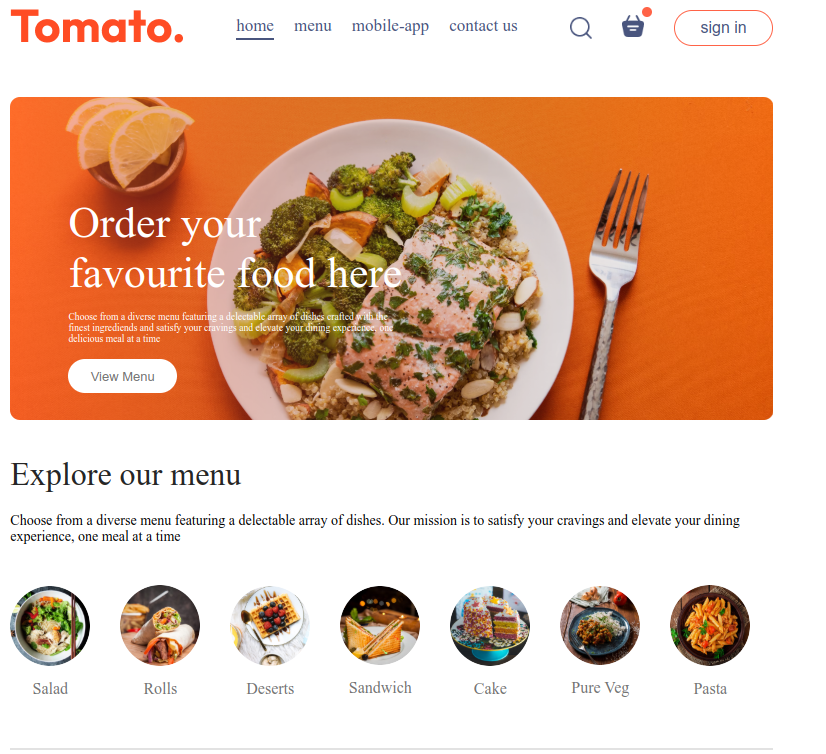 Tomato.
home menu mobile-app contact us
sign in
Order your
favourite food here
Choose from a diverse menu featuring a delectable array of dishes crafted with the
finest ingrediends and satisfy your cravings and elevate your dining experience, one
delicious meal at a time
View Menu
Explore our menu
Choose from a diverse menu featuring a delectable array of dishes. Our mission is to satisfy your cravings and elevate your dining
experience, one meal at a time
Salad Rolls Deserts Sandwich Cake Pure Veg Pasta